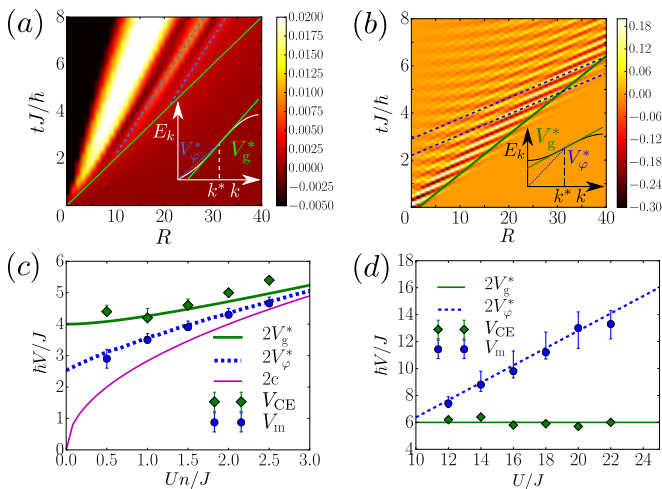 (a)
tJ/ħ
8
6
4
2
0
10
20
30
40
R
E_k
V*_φ
V*_g
k* k
0.0200
0.0175
0.0150
0.0125
0.0100
0.0075
0.0050
0.0025
0.0000
−0.0025
−0.0050
(b)
tJ/ħ
8
6
4
2
0
0
10
20
30
40
R
E_k
V*_g
V*_φ
k* k
0.18
0.12
0.06
0.00
−0.06
−0.12
−0.18
−0.24
−0.30
(c)
ħV/J
7
6
5
4
3
2
1
0
0.0
0.5
1.0
1.5
2.0
2.5
3.0
Un/J
2V*_g
2V*_φ
2c
V_CE
V_m
(d)
ħV/J
18
16
14
12
10
8
6
4
10
12
14
16
18
20
22
24
U/J
2V*_g
2V*_φ
V_CE
V_m